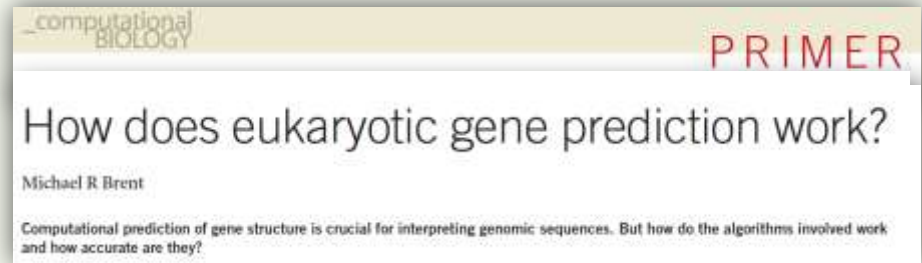 _computational
BIOLOGY
PRIMER
How does eukaryotic gene prediction work?
Michael R Brent
Computational prediction of gene structure is crucial for interpreting genomic sequences. But how do the algorithms involved work
and how accurate are they?